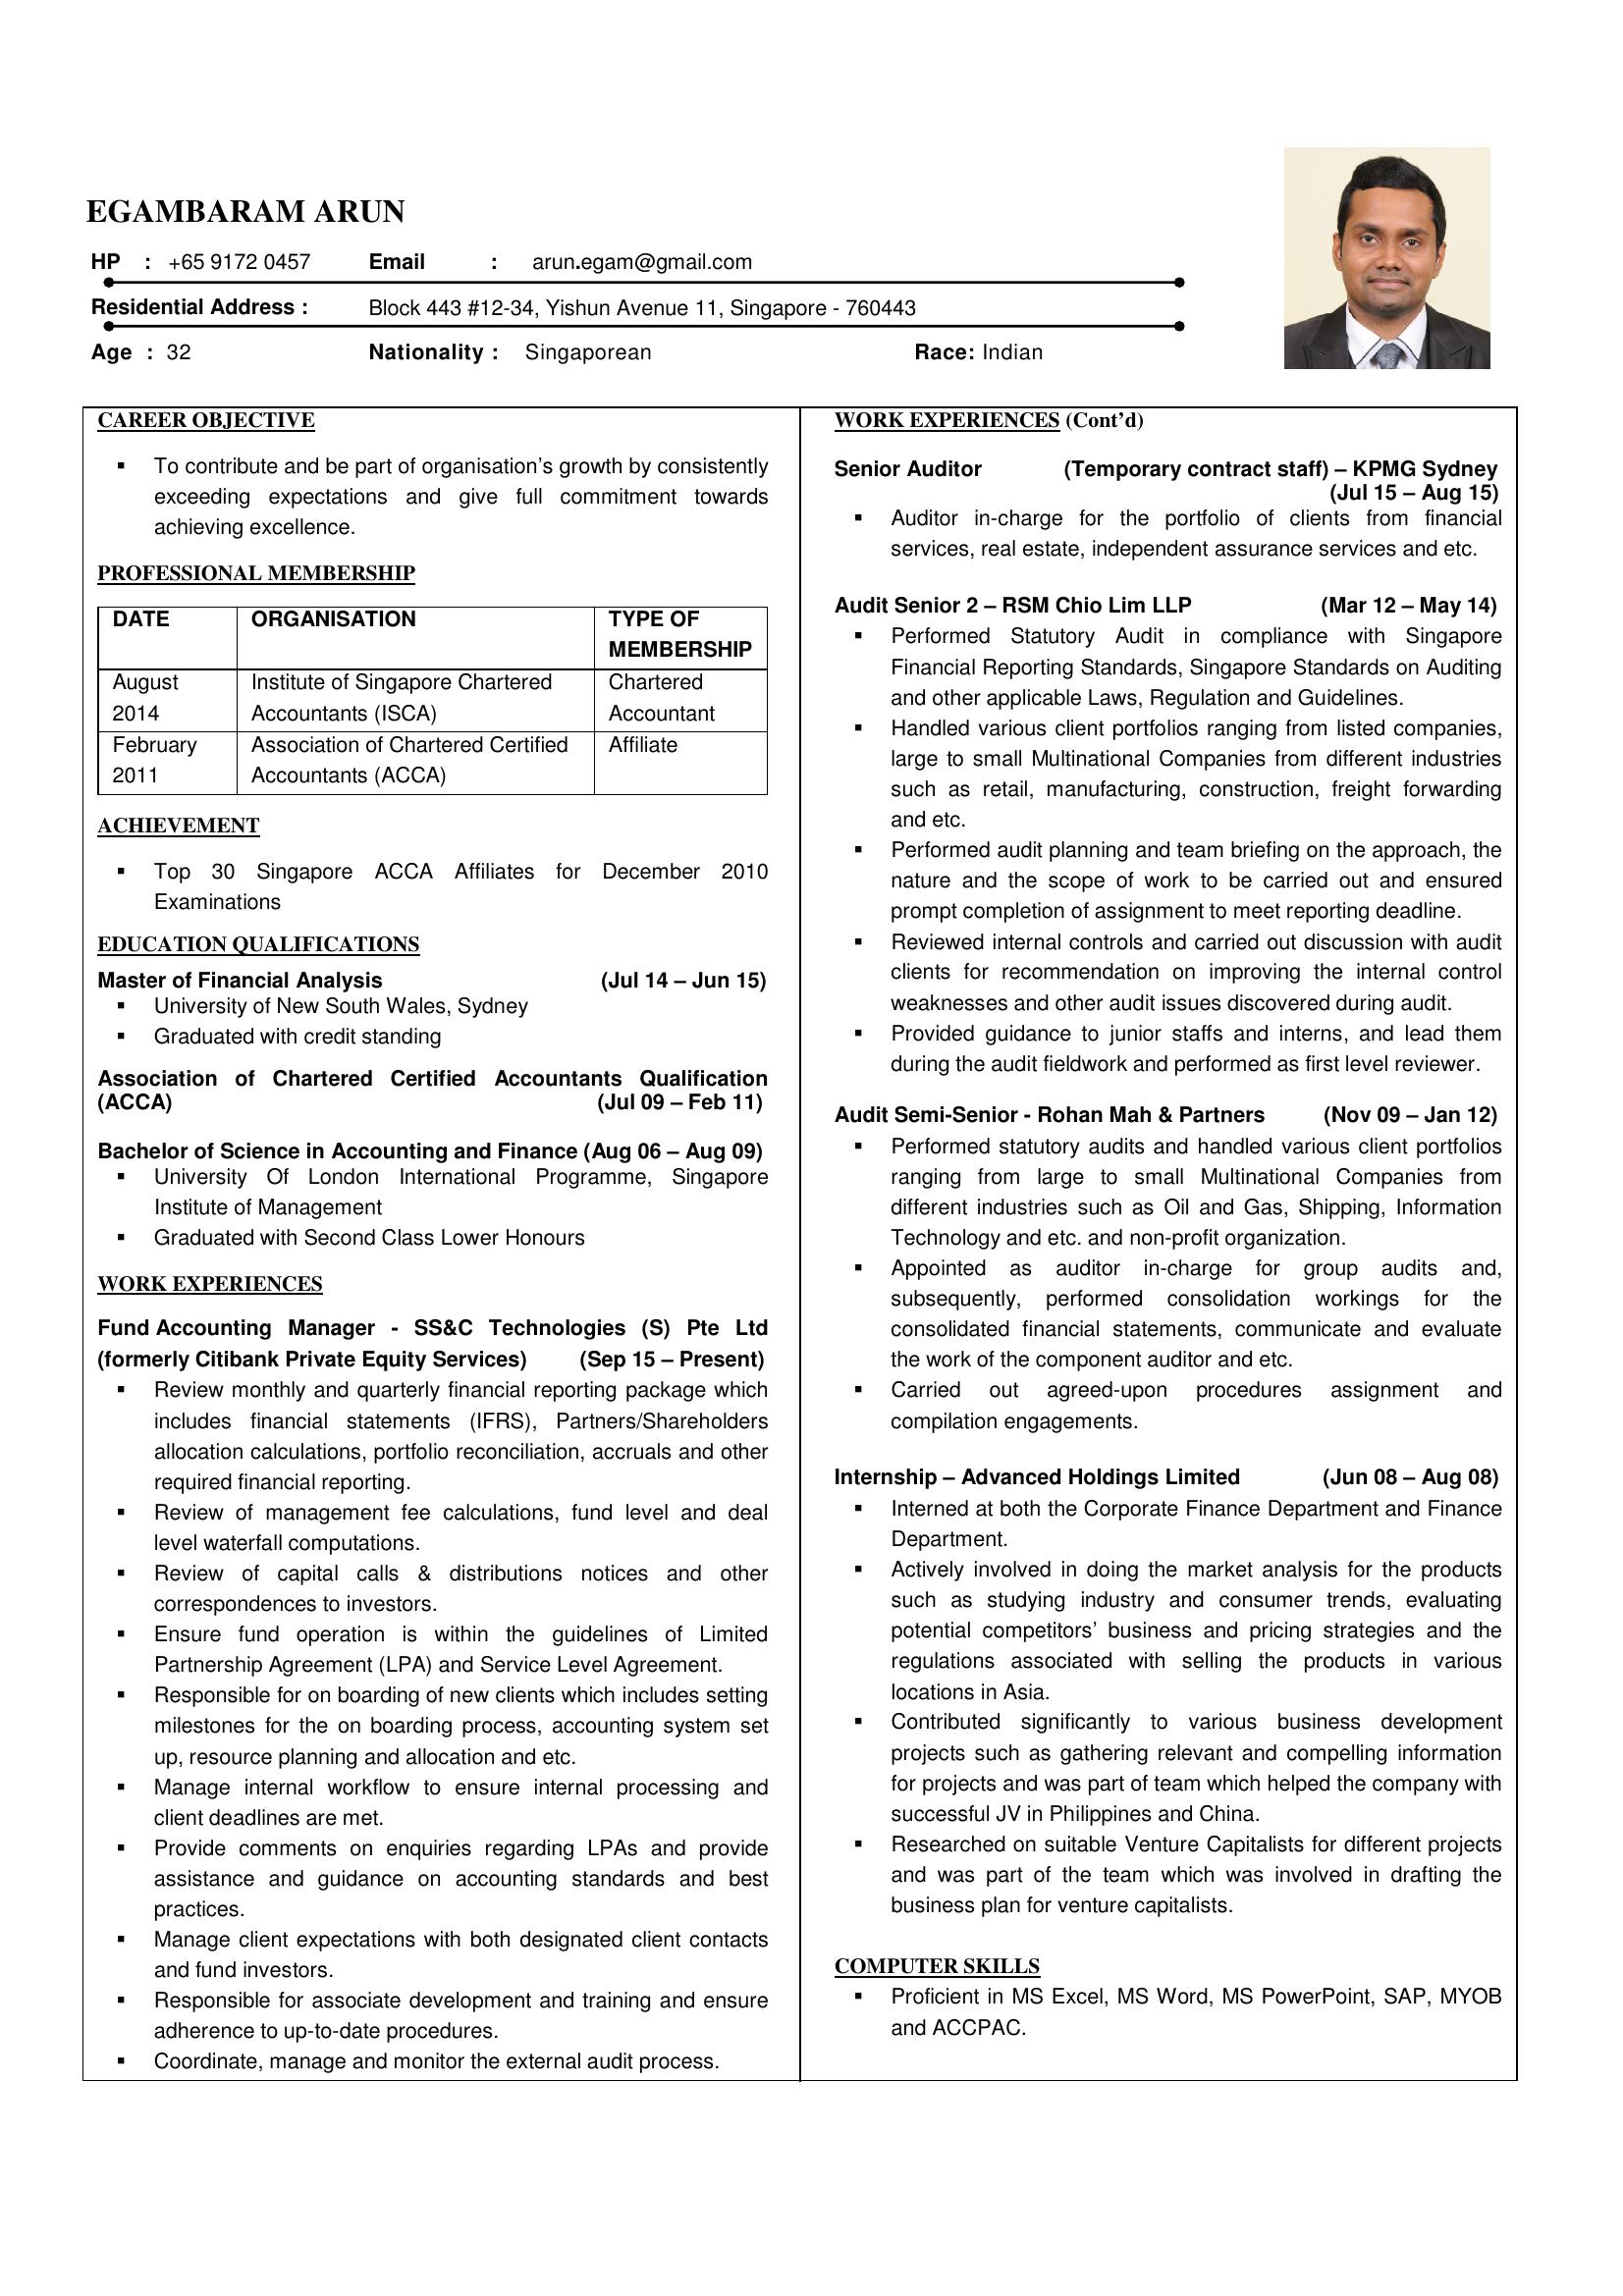 EGAMBARAM ARUN
HP : +65 9172 0457 Email : arun.egam@gmail.com
Residential Address : Block 443 #12-34, Yishun Avenue 11, Singapore - 760443
Age : 32 Nationality : Singaporean Race: Indian
CAREER OBJECTIVE
▪ To contribute and be part of organisation’s growth by consistently
exceeding expectations and give full commitment towards
achieving excellence.
PROFESSIONAL MEMBERSHIP
DATE ORGANISATION TYPE OF
MEMBERSHIP
August Institute of Singapore Chartered Chartered
2014 Accountants (ISCA) Accountant
February Association of Chartered Certified Affiliate
2011 Accountants (ACCA)
ACHIEVEMENT
▪ Top 30 Singapore ACCA Affiliates for December 2010
Examinations
EDUCATION QUALIFICATIONS
Master of Financial Analysis (Jul 14 – Jun 15)
▪ University of New South Wales, Sydney
▪ Graduated with credit standing
Association of Chartered Certified Accountants Qualification
(ACCA) (Jul 09 – Feb 11)
Bachelor of Science in Accounting and Finance (Aug 06 – Aug 09)
▪ University Of London International Programme, Singapore
Institute of Management
▪ Graduated with Second Class Lower Honours
WORK EXPERIENCES
Fund Accounting Manager - SS&C Technologies (S) Pte Ltd
(formerly Citibank Private Equity Services) (Sep 15 – Present)
▪ Review monthly and quarterly financial reporting package which
includes financial statements (IFRS), Partners/Shareholders
allocation calculations, portfolio reconciliation, accruals and other
required financial reporting.
▪ Review of management fee calculations, fund level and deal
level waterfall computations.
▪ Review of capital calls & distributions notices and other
correspondences to investors.
▪ Ensure fund operation is within the guidelines of Limited
Partnership Agreement (LPA) and Service Level Agreement.
▪ Responsible for on boarding of new clients which includes setting
milestones for the on boarding process, accounting system set
up, resource planning and allocation and etc.
▪ Manage internal workflow to ensure internal processing and
client deadlines are met.
▪ Provide comments on enquiries regarding LPAs and provide
assistance and guidance on accounting standards and best
practices.
▪ Manage client expectations with both designated client contacts
and fund investors.
▪ Responsible for associate development and training and ensure
adherence to up-to-date procedures.
▪ Coordinate, manage and monitor the external audit process.
WORK EXPERIENCES (Cont’d)
Senior Auditor (Temporary contract staff) – KPMG Sydney
(Jul 15 – Aug 15)
▪ Auditor in-charge for the portfolio of clients from financial
services, real estate, independent assurance services and etc.
Audit Senior 2 – RSM Chio Lim LLP (Mar 12 – May 14)
▪ Performed Statutory Audit in compliance with Singapore
Financial Reporting Standards, Singapore Standards on Auditing
and other applicable Laws, Regulation and Guidelines.
▪ Handled various client portfolios ranging from listed companies,
large to small Multinational Companies from different industries
such as retail, manufacturing, construction, freight forwarding
and etc.
▪ Performed audit planning and team briefing on the approach, the
nature and the scope of work to be carried out and ensured
prompt completion of assignment to meet reporting deadline.
▪ Reviewed internal controls and carried out discussion with audit
clients for recommendation on improving the internal control
weaknesses and other audit issues discovered during audit.
▪ Provided guidance to junior staffs and interns, and lead them
during the audit fieldwork and performed as first level reviewer.
Audit Semi-Senior - Rohan Mah & Partners (Nov 09 – Jan 12)
▪ Performed statutory audits and handled various client portfolios
ranging from large to small Multinational Companies from
different industries such as Oil and Gas, Shipping, Information
Technology and etc. and non-profit organization.
▪ Appointed as auditor in-charge for group audits and,
subsequently, performed consolidation workings for the
consolidated financial statements, communicate and evaluate
the work of the component auditor and etc.
▪ Carried out agreed-upon procedures assignment and
compilation engagements.
Internship – Advanced Holdings Limited (Jun 08 – Aug 08)
▪ Interned at both the Corporate Finance Department and Finance
Department.
▪ Actively involved in doing the market analysis for the products
such as studying industry and consumer trends, evaluating
potential competitors’ business and pricing strategies and the
regulations associated with selling the products in various
locations in Asia.
▪ Contributed significantly to various business development
projects such as gathering relevant and compelling information
for projects and was part of team which helped the company with
successful JV in Philippines and China.
▪ Researched on suitable Venture Capitalists for different projects
and was part of the team which was involved in drafting the
business plan for venture capitalists.
COMPUTER SKILLS
▪ Proficient in MS Excel, MS Word, MS PowerPoint, SAP, MYOB
and ACCPAC.